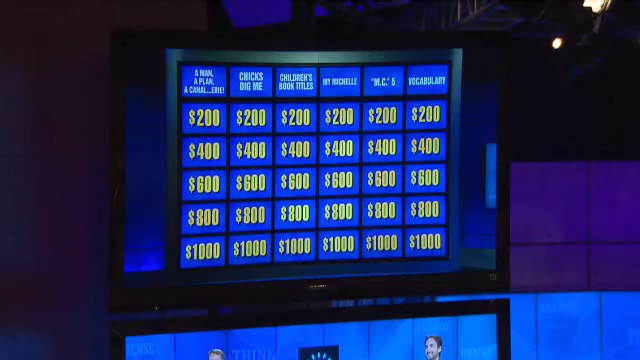 A MAN,
A PLAN,
A CANAL...ERIE!
CHICKS
DIG ME
CHILDREN'S
BOOK TITLES
MY MICHELLE
"M.C." 5
VOCABULARY
$200 $200 $200 $200 $200 $200
$400 $400 $400 $400 $400 $400
$600 $600 $600 $600 $600 $600
$800 $800 $800 $800 $800 $800
$1000 $1000 $1000 $1000 $1000 $1000
THINK